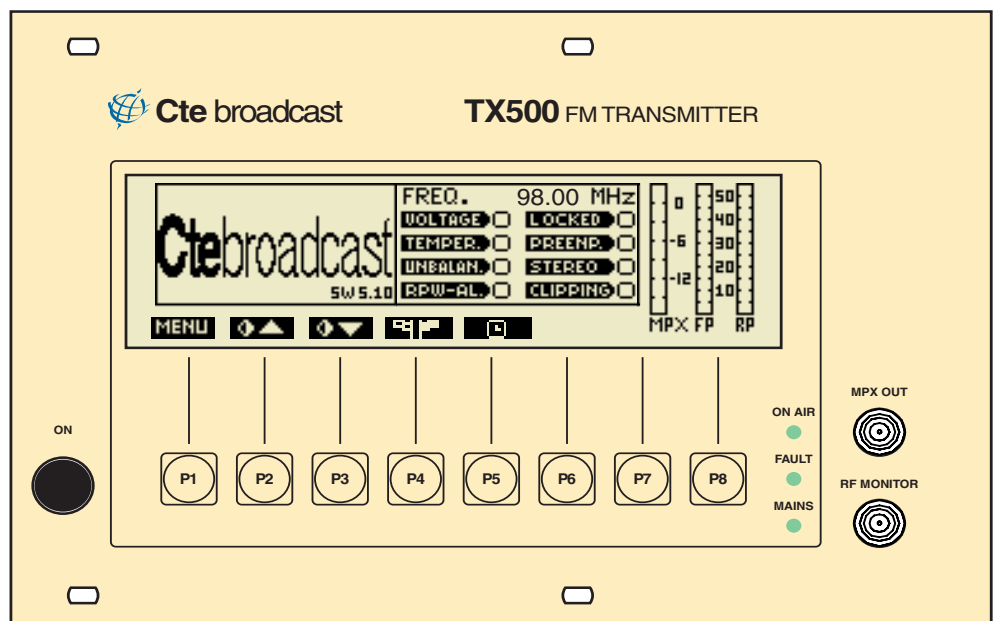 Cte broadcast
TX500 FM TRANSMITTER
Ctebroadcast
SW 5.10
FREQ. 98.00 MHz
VOLTAGE LOCKED
TEMPER. PREENP.
UNBALAN. STEREO
RPW-AL. CLIPPING
0
-6
-12
50
40
30
20
10
MPX FP RP
MENU
ON
P1 P2 P3 P4 P5 P6 P7 P8
ON AIR
FAULT
MAINS
MPX OUT
RF MONITOR